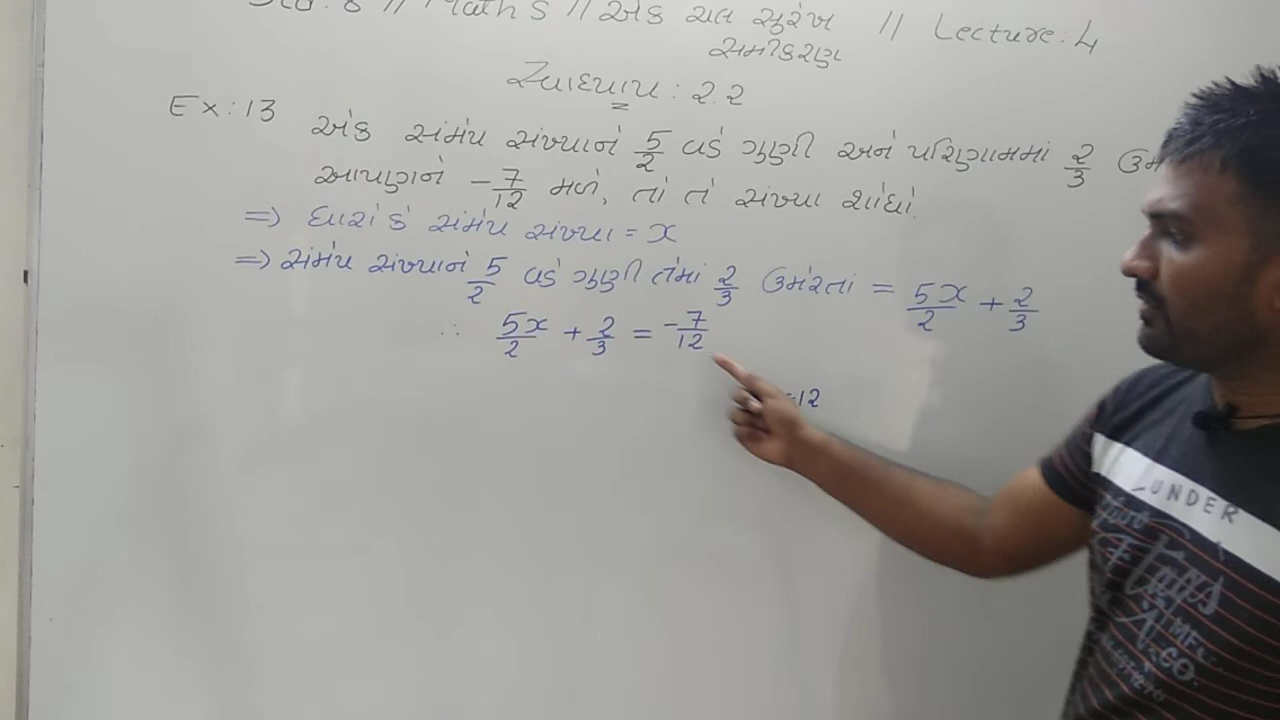 Std: 8 // Maths // એક ચલ સુરેખ // Lecture: 4
સમીકરણ
સ્વાધ્યાય : 2.2
Ex: 13 એક સંમેય સંખ્યાને 5/2 વડે ગુણી અને પરિણામમાં 2/3
આપણને -7/12 મળે, તો તે સંખ્યા શોધો.
=> ધારો કે સંમેય સંખ્યા = x
=> સંમેય સંખ્યાને 5/2 વડે ગુણી તેમાં 2/3 ઉમેરતા = 5x/2 + 2/3
∴ 5x/2 + 2/3 = -7/12
=12
UNDER